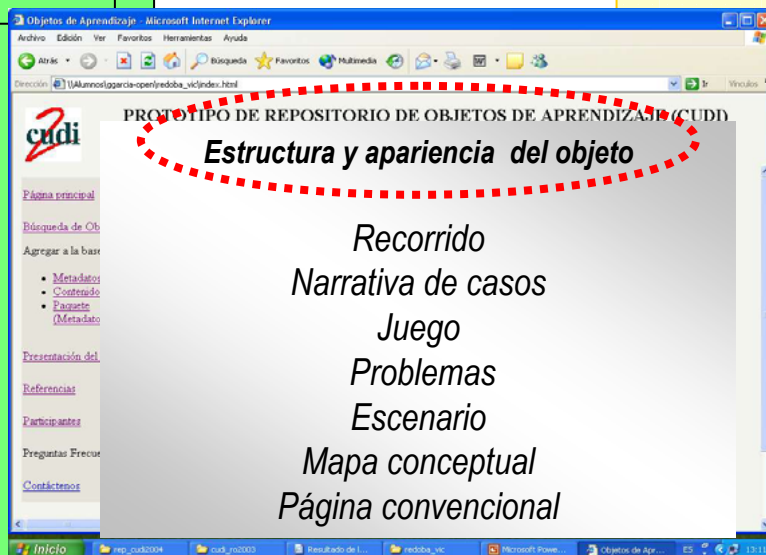 Objetos de Aprendizaje - Microsoft Internet Explorer
Archivo Edición Ver Favoritos Herramientas Ayuda
Atrás Búsqueda Favoritos Multimedia
Dirección \\Alumnos\ggarcia-open\redoba_vic\index.html Ir Vínculos
cudi
PROTOTIPO DE REPOSITORIO DE OBJETOS DE APRENDIZAJE (CUDI)
Estructura y apariencia del objeto
Página principal
Búsqueda de Ob
Agregar a la base
Metadatos
Contenido
Paquete
(Metadato
Presentación del
Referencias
Participantes
Preguntas Frecue
Contáctenos
Recorrido
Narrativa de casos
Juego
Problemas
Escenario
Mapa conceptual
Página convencional
Inicio rep_cudi2004 cudi_ro2003 Resultado de l... redoba_vic Microsoft Powe... Objetos de Apr... ES 13:18